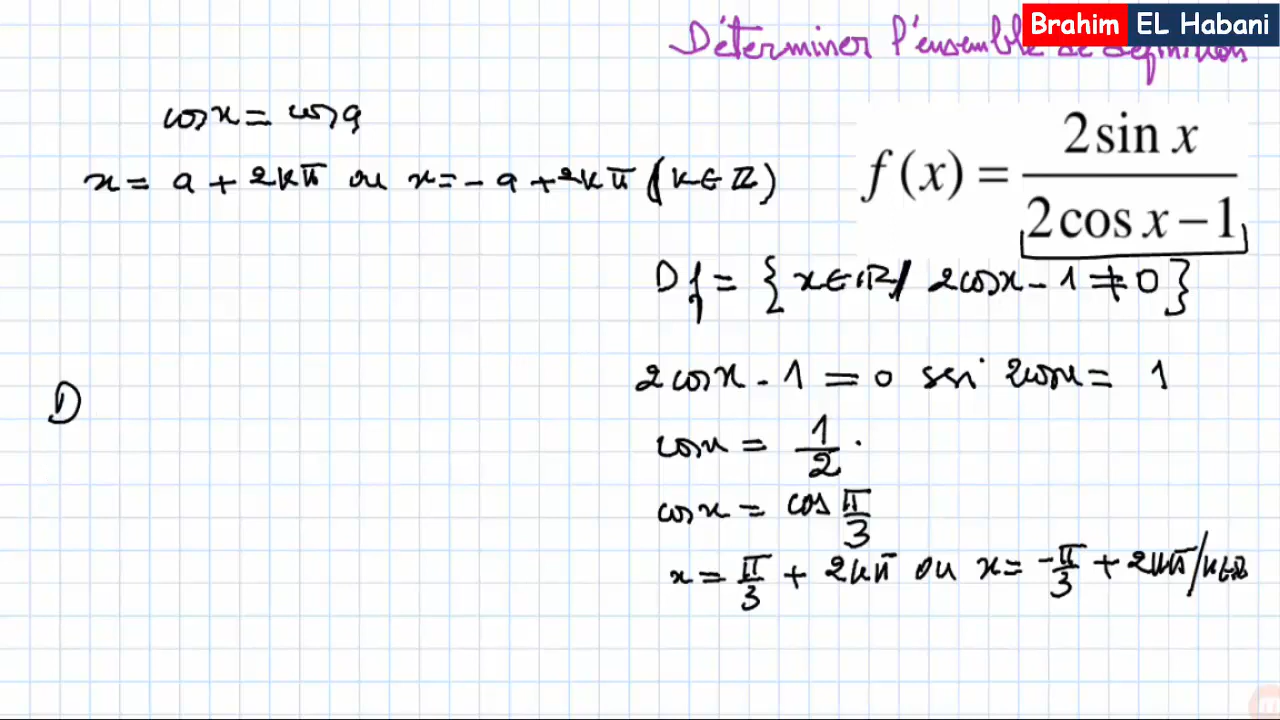 Brahim EL Habani
Déterminer l'ensemble de définition
cos x = cos a
x = a + 2kπ ou x = -a + 2kπ (k ∈ ℤ)
f(x) = 2 sin x / 2 cos x − 1
Df = { x ∈ ℝ / 2cos x - 1 ≠ 0 }
2cos x - 1 = 0 ssi 2cos x = 1
D
cos x = 1/2 .
cos x = cos π/3
x = π/3 + 2kπ ou x = -π/3 + 2kπ / k ∈ ℤ